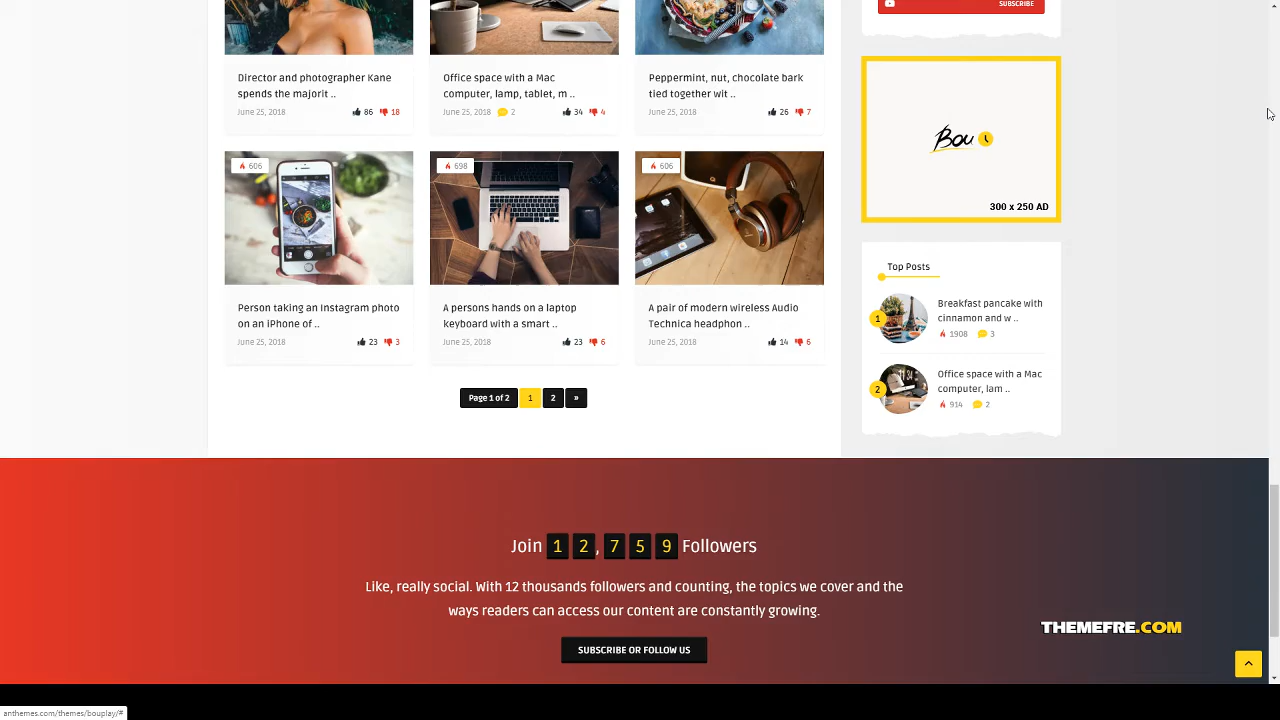 SUBSCRIBE
Director and photographer Kane
spends the majorit ..
June 25, 2018 86 18
Office space with a Mac
computer, lamp, tablet, m ..
June 25, 2018 2 34 4
Peppermint, nut, chocolate bark
tied together wit ..
June 25, 2018 26 7
606
Person taking an Instagram photo
on an iPhone of ..
June 25, 2018 23 3
698
A persons hands on a laptop
keyboard with a smart ..
June 25, 2018 23 6
606
A pair of modern wireless Audio
Technica headphon ..
June 25, 2018 14 6
Page 1 of 2 1 2 »
Bou
300 x 250 AD
Top Posts
1
Breakfast pancake with
cinnamon and w ..
1908 3
2
Office space with a Mac
computer, lam ..
914 2
Join 12,759 Followers
Like, really social. With 12 thousands followers and counting, the topics we cover and the
ways readers can access our content are constantly growing.
SUBSCRIBE OR FOLLOW US
THEMEFRE.COM
anthemes.com/themes/bouplay/#